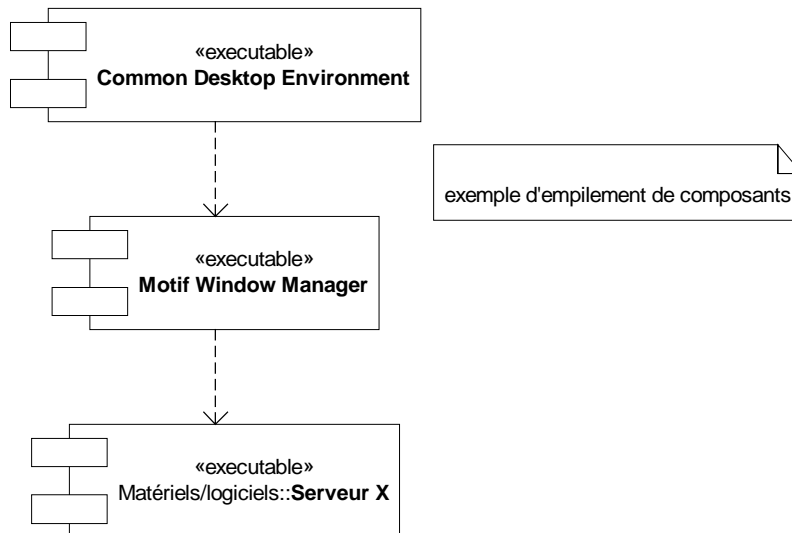 «executable»
Common Desktop Environment
exemple d'empilement de composants
«executable»
Motif Window Manager
«executable»
Matériels/logiciels::Serveur X